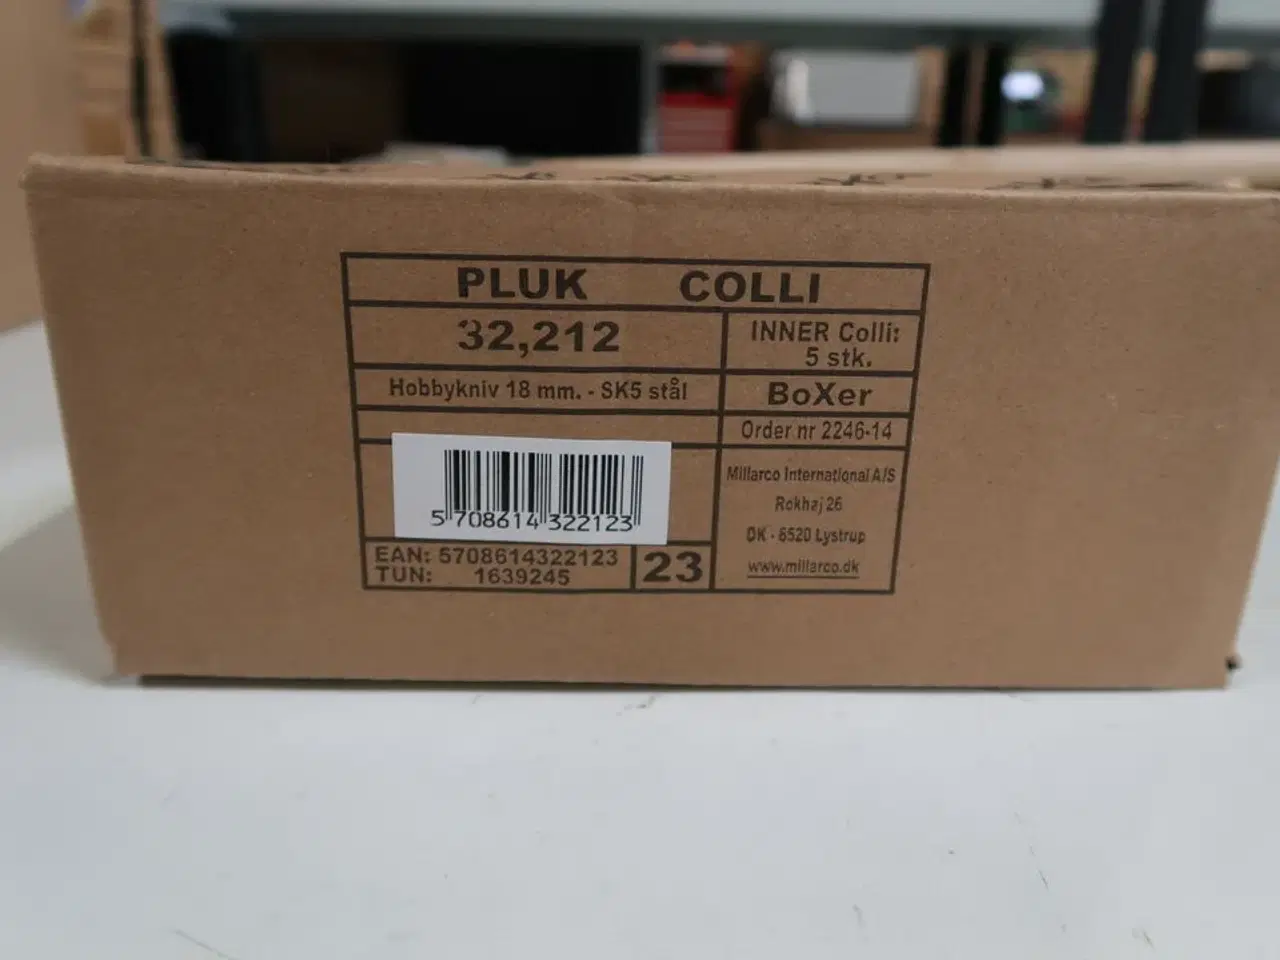 PLUK COLLI
32,212
INNER Colli:
5 stk.
Hobbykniv 18 mm. - SK5 stål
BoXer
Order nr 2246-14
5 708614 322123
Millarco International A/S
Rokhøj 26
DK - 8520 Lystrup
www.millarco.dk
EAN: 5708614322123
TUN: 1639245
23